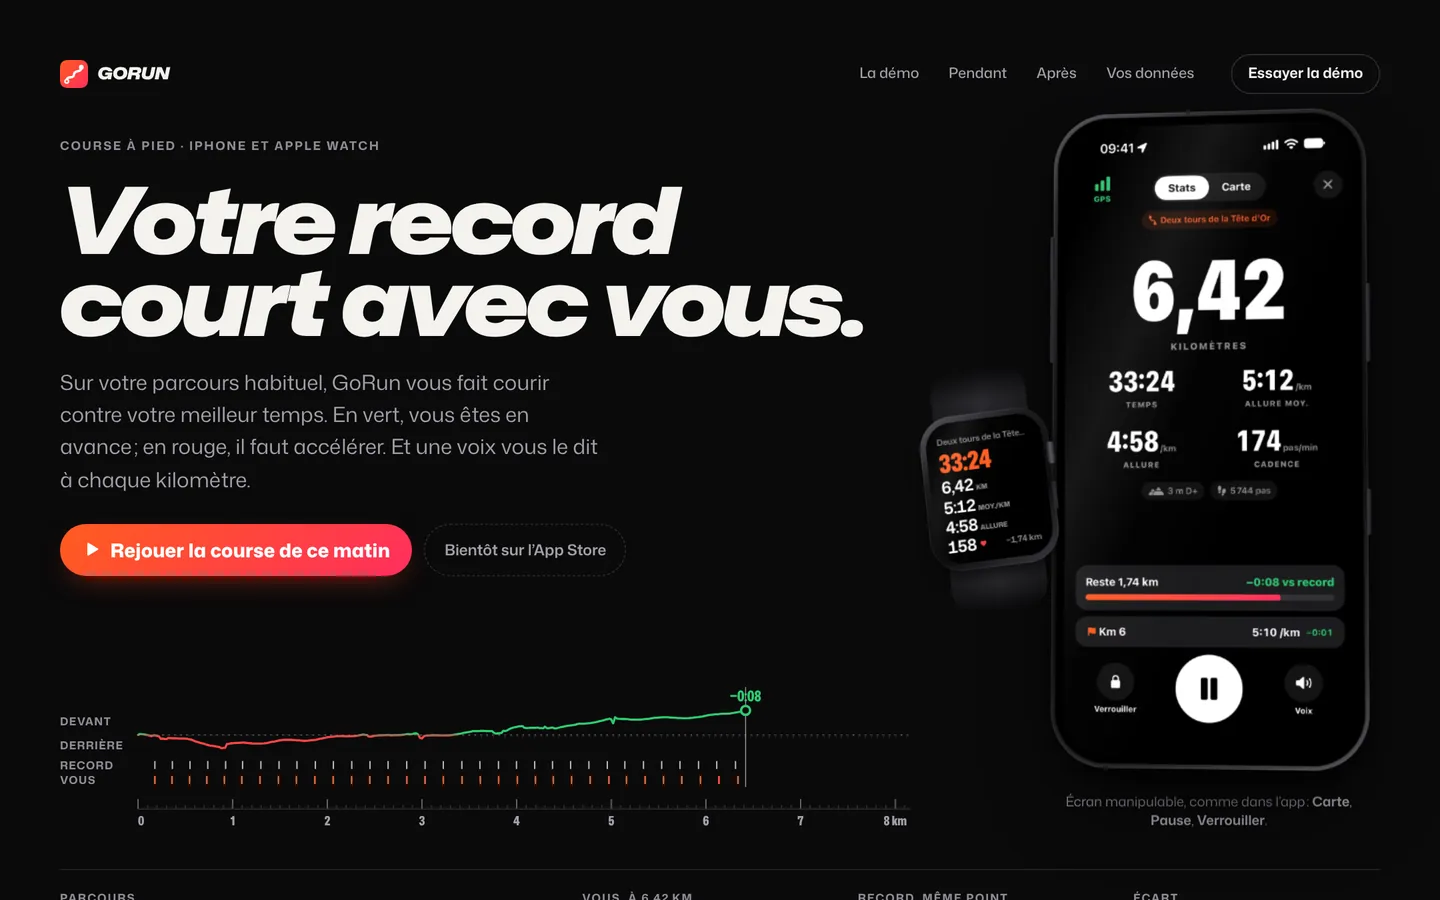 GORUN
La démo
Pendant
Après
Vos données
Essayer la démo
COURSE À PIED · IPHONE ET APPLE WATCH
Votre record
court avec vous.
Sur votre parcours habituel, GoRun vous fait courir
contre votre meilleur temps. En vert, vous êtes en
avance ; en rouge, il faut accélérer. Et une voix vous le dit
à chaque kilomètre.
Rejouer la course de ce matin
Bientôt sur l'App Store
−0:08
DEVANT
DERRIÈRE
RECORD
VOUS
0 1 2 3 4 5 6 7 8 km
Deux tours de la Tête…
33:24
6,42 KM
5:12 MOY./KM
4:58 ALLURE
158 ♥ −1,74 km
09:41
GPS
Stats
Carte
Deux tours de la Tête d'Or
6,42
KILOMÈTRES
33:24
TEMPS
5:12 /km
ALLURE MOY.
4:58 /km
ALLURE
174 pas/min
CADENCE
3 m D+
5 744 pas
Reste 1,74 km
−0:08 vs record
Km 6
5:10 /km −0:01
Verrouiller
Voix
Écran manipulable, comme dans l'app : Carte,
Pause, Verrouiller.
PARCOURS
VOUS, À 6,42 KM
RECORD, MÊME POINT
ÉCART